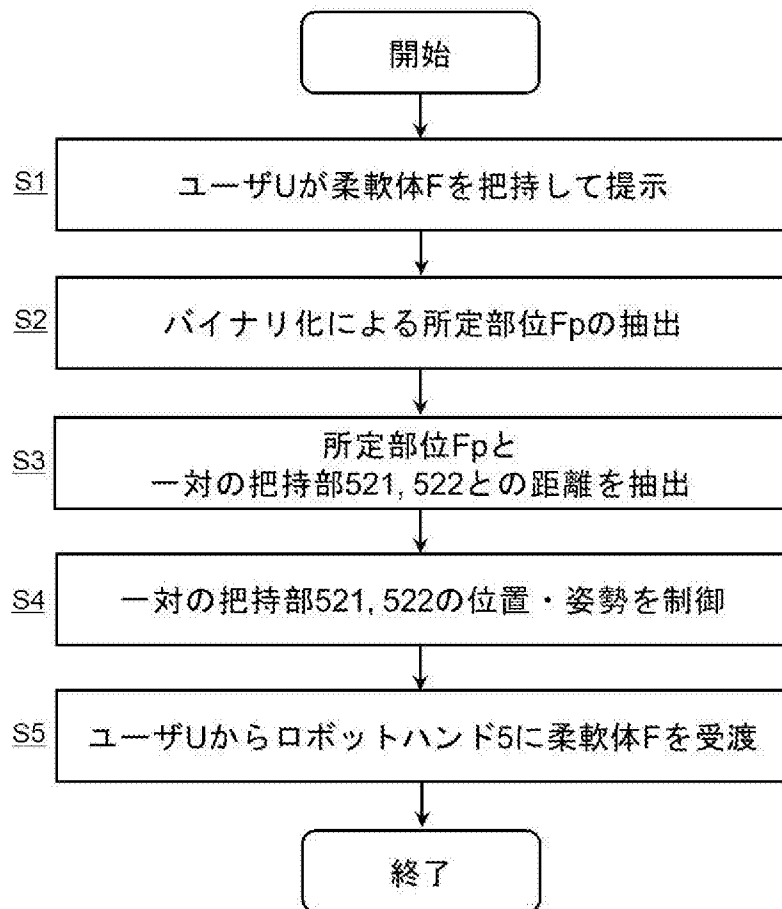 開始
S1
ユーザUが柔軟体Fを把持して提示
S2
バイナリ化による所定部位Fpの抽出
S3
所定部位Fpと
一対の把持部521, 522との距離を抽出
S4
一対の把持部521, 522の位置・姿勢を制御
S5
ユーザUからロボットハンド5に柔軟体Fを受渡
終了